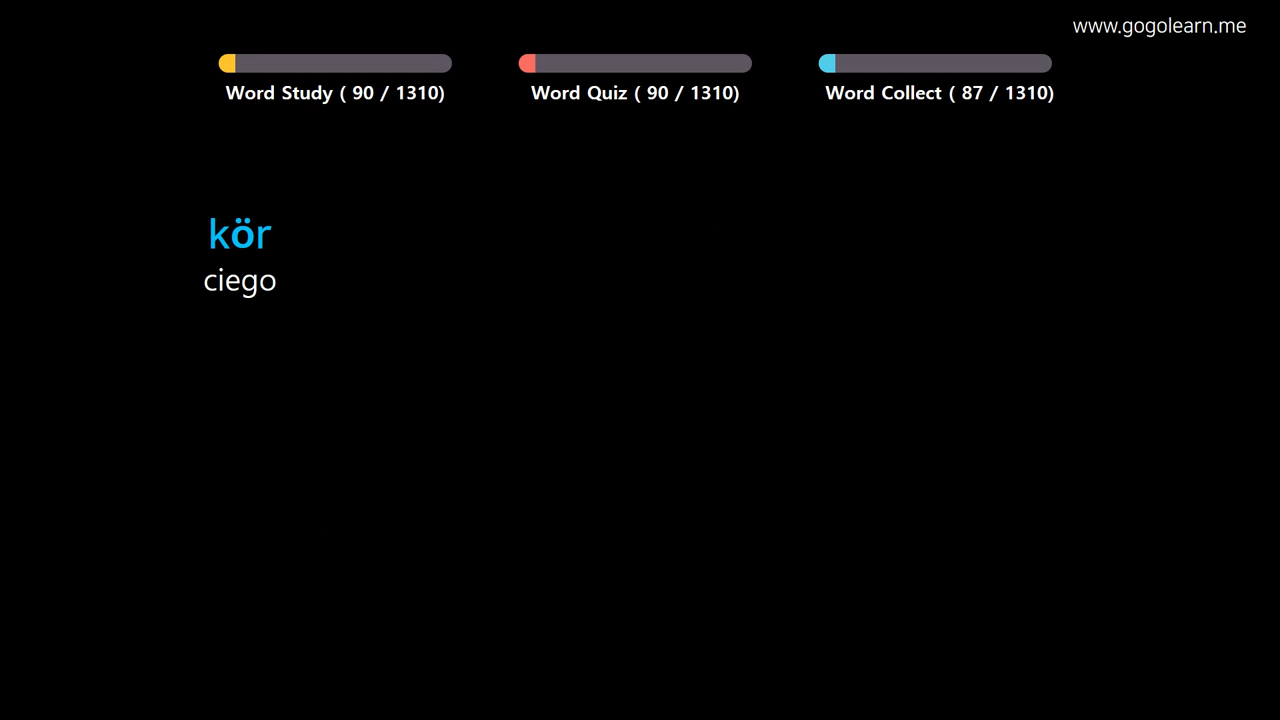 www.gogolearn.me
Word Study ( 90 / 1310)
Word Quiz ( 90 / 1310)
Word Collect ( 87 / 1310)
kör
ciego